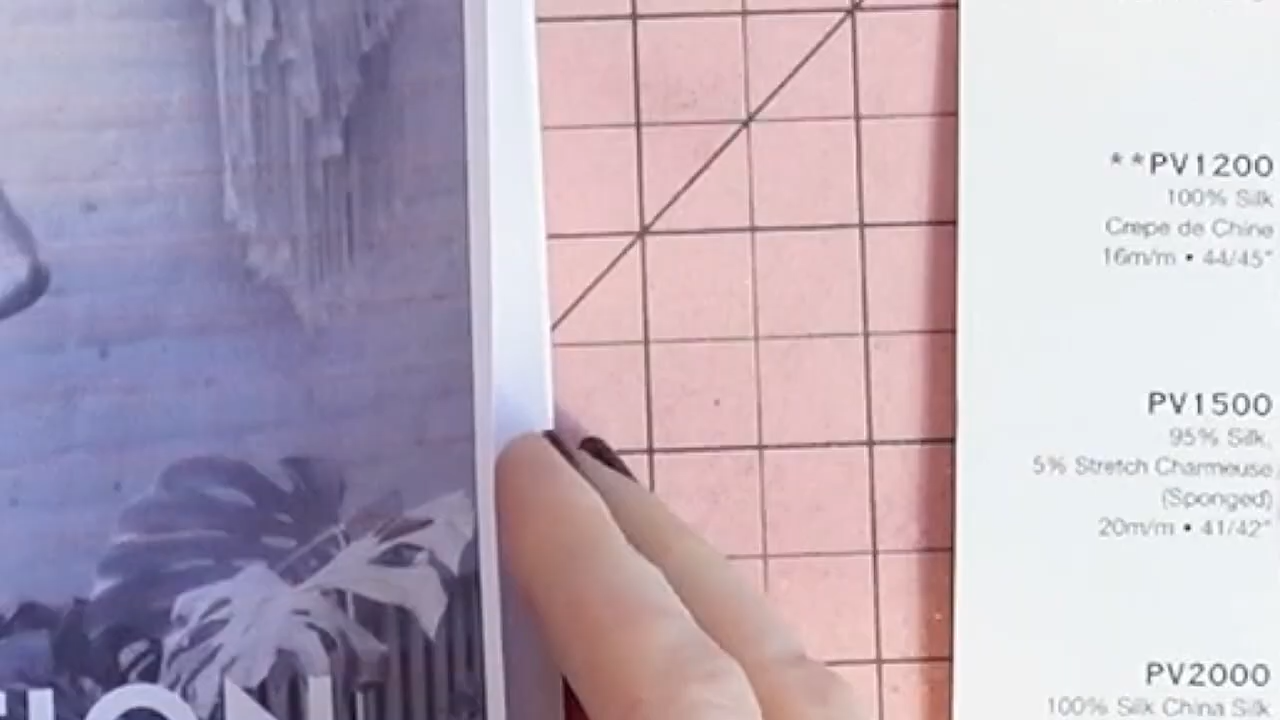 **PV1200
100% Silk
Crepe de Chine
16m/m • 44/45"
PV1500
95% Silk,
5% Stretch Charmeuse
(Sponged)
20m/m • 41/42"
PV2000
100% Silk China Silk
TION